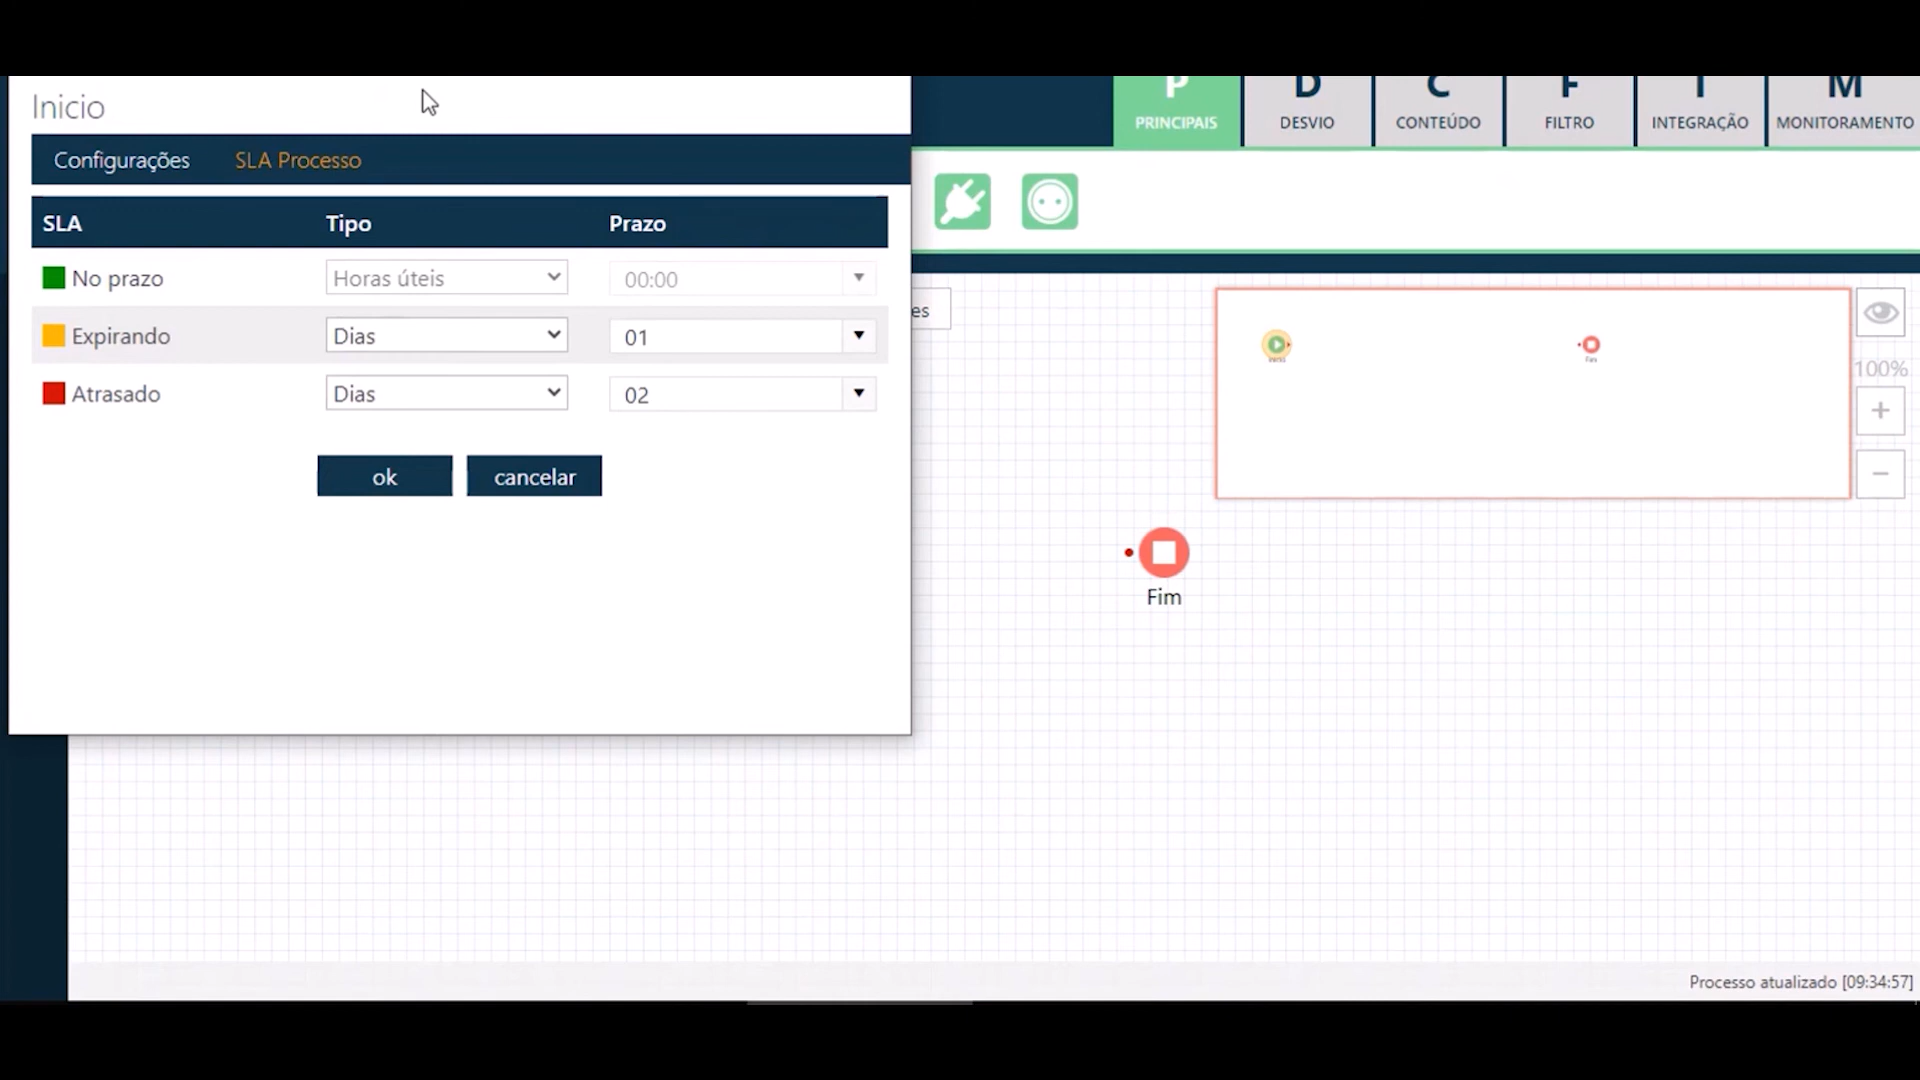 Inicio
Configurações SLA Processo
SLA Tipo Prazo
No prazo Horas úteis 00:00
Expirando Dias 01
Atrasado Dias 02
ok cancelar
P D C F I M
PRINCIPAIS DESVIO CONTEÚDO FILTRO INTEGRAÇÃO MONITORAMENTO
es
100%
Fim
Fim
Processo atualizado [09:34:57]